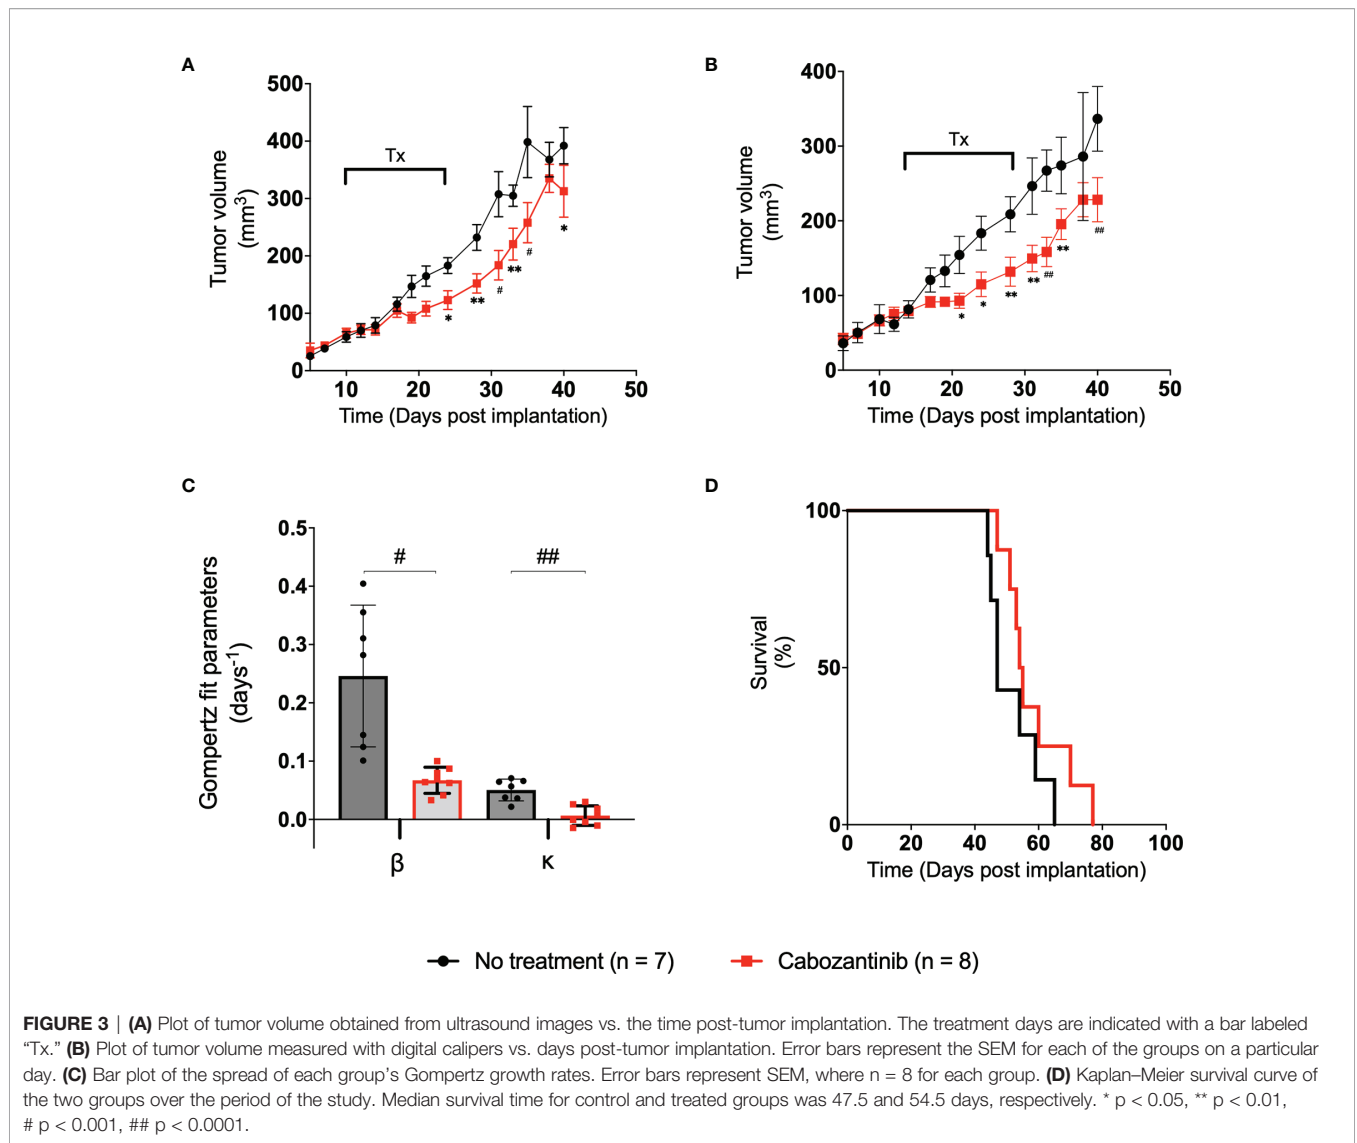 A
500
400
300
200
100
0
Tumor volume
(mm³)
Tx
*
**
#
**
#
*
10
20
30
40
50
Time (Days post implantation)
B
400
300
200
100
0
Tumor volume
(mm³)
Tx
*
*
**
**
##
**
##
10
20
30
40
50
Time (Days post implantation)
C
0.5
0.4
0.3
0.2
0.1
0.0
Gompertz fit parameters
(days⁻¹)
#
##
β
κ
D
100
50
0
Survival
(%)
0
20
40
60
80
100
Time (Days post implantation)
No treatment (n = 7)
Cabozantinib (n = 8)
FIGURE 3 | (A) Plot of tumor volume obtained from ultrasound images vs. the time post-tumor implantation. The treatment days are indicated with a bar labeled
“Tx.” (B) Plot of tumor volume measured with digital calipers vs. days post-tumor implantation. Error bars represent the SEM for each of the groups on a particular
day. (C) Bar plot of the spread of each group’s Gompertz growth rates. Error bars represent SEM, where n = 8 for each group. (D) Kaplan–Meier survival curve of
the two groups over the period of the study. Median survival time for control and treated groups was 47.5 and 54.5 days, respectively. * p < 0.05, ** p < 0.01,
# p < 0.001, ## p < 0.0001.